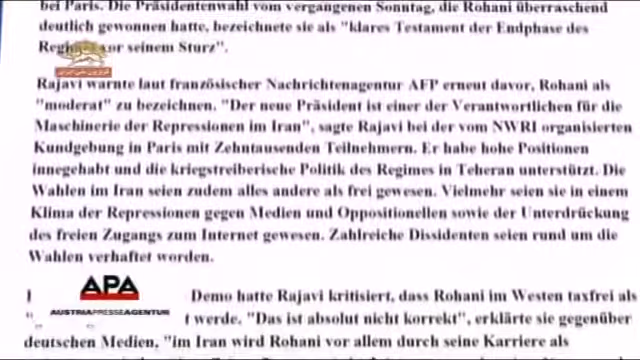 bei Paris. Die Präsidentenwahl vom vergangenen Sonntag, die Rohani überraschend
deutlich gewonnen hatte, bezeichnete sie als "klares Testament der Endphase des
vor seinem Sturz".
Rajavi warnte laut französischer Nachrichtenagentur AFP erneut davor, Rohani als
"moderat" zu bezeichnen. "Der neue Präsident ist einer der Verantwortlichen für die
Maschinerie der Repressionen im Iran", sagte Rajavi bei der vom NWRI organisierten
Kundgebung in Paris mit Zehntausenden Teilnehmern. Er habe hohe Positionen
innegehabt und die kriegstreiberische Politik des Regimes in Teheran unterstützt. Die
Wahlen im Iran seien zudem alles andere als frei gewesen. Vielmehr seien sie in einem
Klima der Repressionen gegen Medien und Oppositionellen sowie der Unterdrückung
des freien Zugangs zum Internet gewesen. Zahlreiche Dissidenten seien rund um die
Wahlen verhaftet worden.
APA
AUSTRIAPRESSEAGENTUR
Demo hatte Rajavi kritisiert, dass Rohani im Westen taxfrei als
t werde. "Das ist absolut nicht korrekt", erklärte sie gegenüber
deutschen Medien, "im Iran wird Rohani vor allem durch seine Karriere als